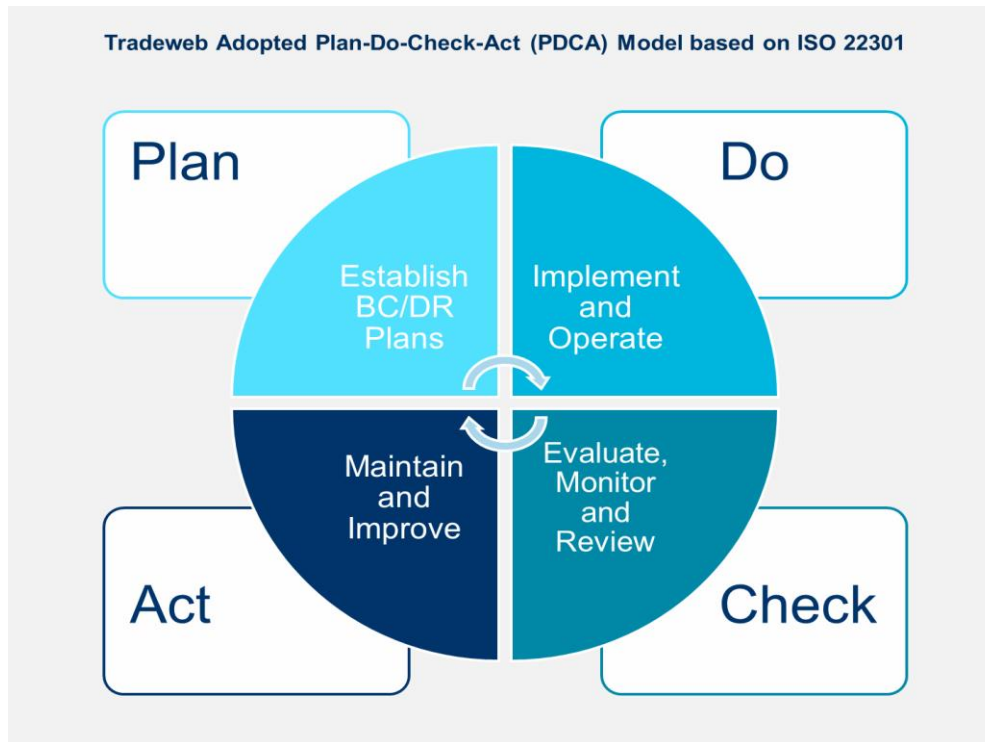 Tradeweb Adopted Plan-Do-Check-Act (PDCA) Model based on ISO 22301
Plan
Do
Establish
BC/DR
Plans
Implement
and
Operate
Maintain
and
Improve
Evaluate,
Monitor
and
Review
Act
Check